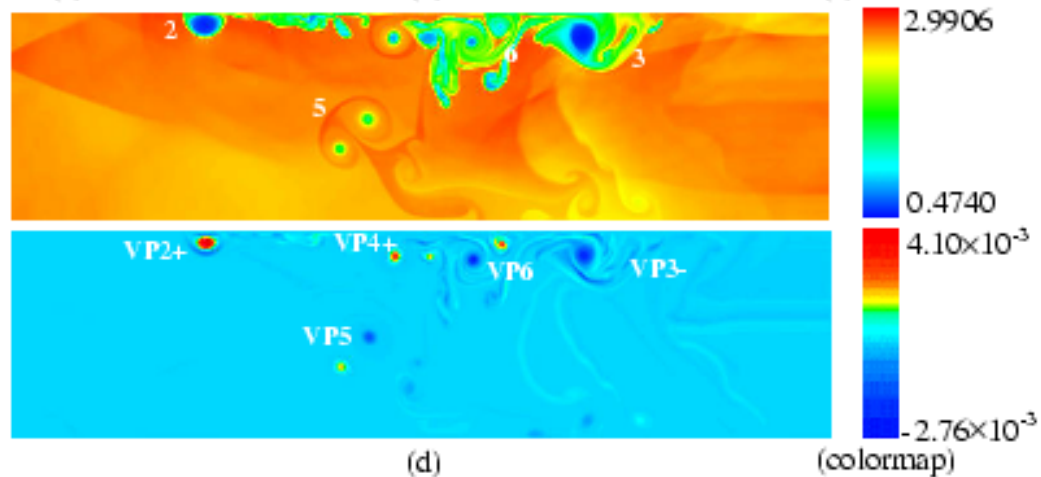 2
6
3
5
2.9906
0.4740
VP2+
VP4+
VP6
VP3-
VP5
4.10×10⁻³
-2.76×10⁻³
(d)
(colormap)